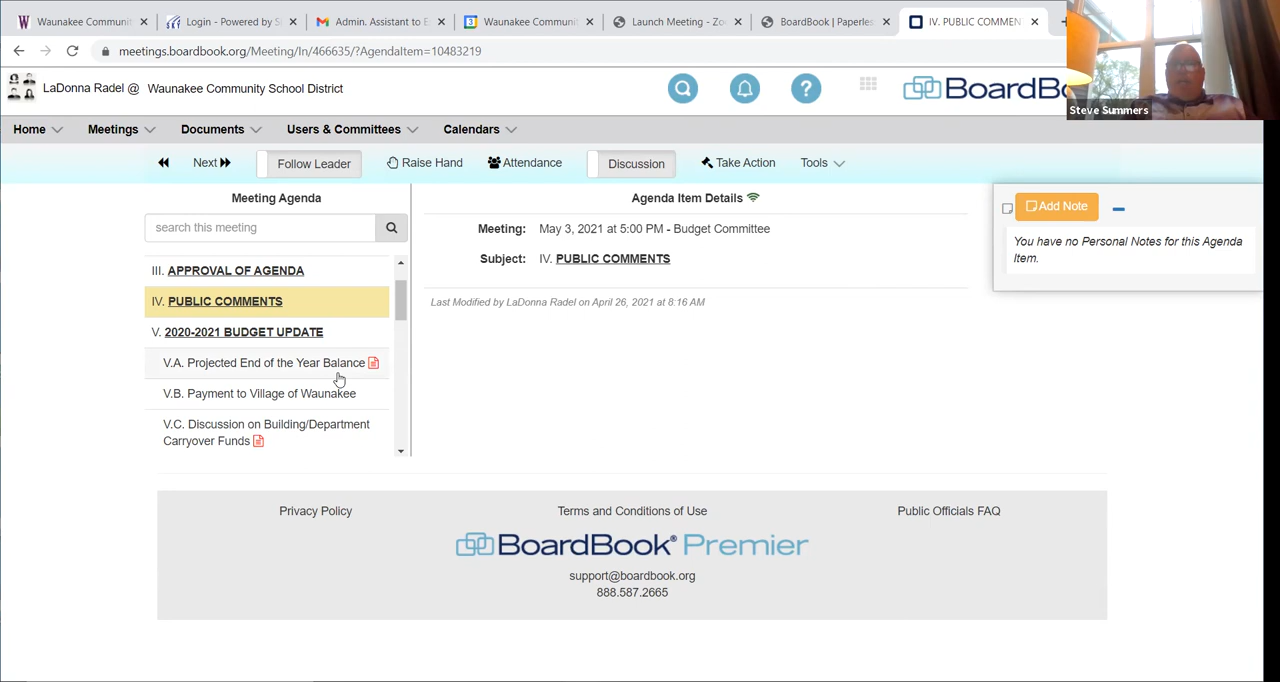 Waunakee Communi
Login - Powered by S
Admin. Assistant to E
Waunakee Communi
Launch Meeting - Zo
BoardBook | Paperles
IV. PUBLIC COMMEN
meetings.boardbook.org/Meeting/In/466635/?AgendaItem=10483219
LaDonna Radel @ Waunakee Community School District
BoardBo
Steve Summers
Home Meetings Documents Users & Committees Calendars
Next Follow Leader Raise Hand Attendance Discussion Take Action Tools
Meeting Agenda
search this meeting
III. APPROVAL OF AGENDA
IV. PUBLIC COMMENTS
V. 2020-2021 BUDGET UPDATE
V.A. Projected End of the Year Balance
V.B. Payment to Village of Waunakee
V.C. Discussion on Building/Department
Carryover Funds
Agenda Item Details
Meeting: May 3, 2021 at 5:00 PM - Budget Committee
Subject: IV. PUBLIC COMMENTS
Last Modified by LaDonna Radel on April 26, 2021 at 8:16 AM
Add Note
You have no Personal Notes for this Agenda
Item.
Privacy Policy
Terms and Conditions of Use
Public Officials FAQ
BoardBook® Premier
support@boardbook.org
888.587.2665